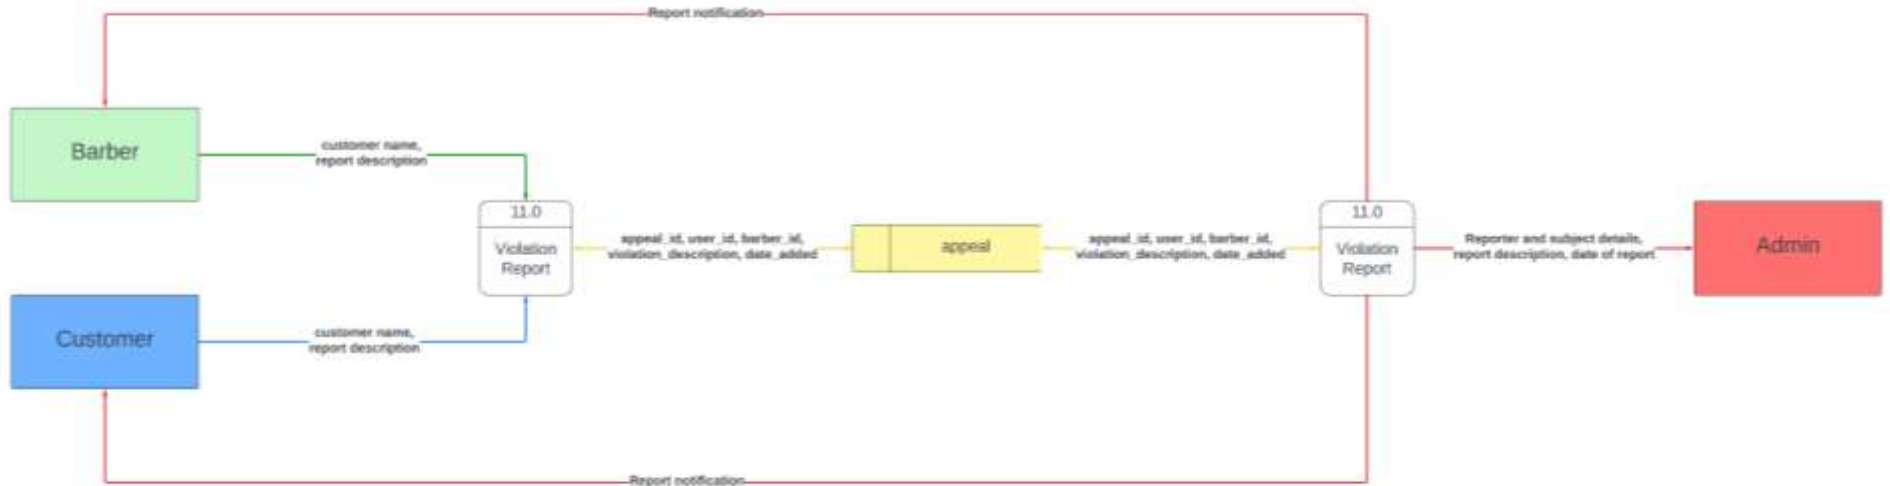 Report notification
Barber
customer name,
report description
11.0
Violation
Report
appeal_id, user_id, barber_id,
violation_description, date_added
appeal
appeal_id, user_id, barber_id,
violation_description, date_added
11.0
Violation
Report
Reporter and subject details,
report description, date of report
Admin
Customer
customer name,
report description
Report notification